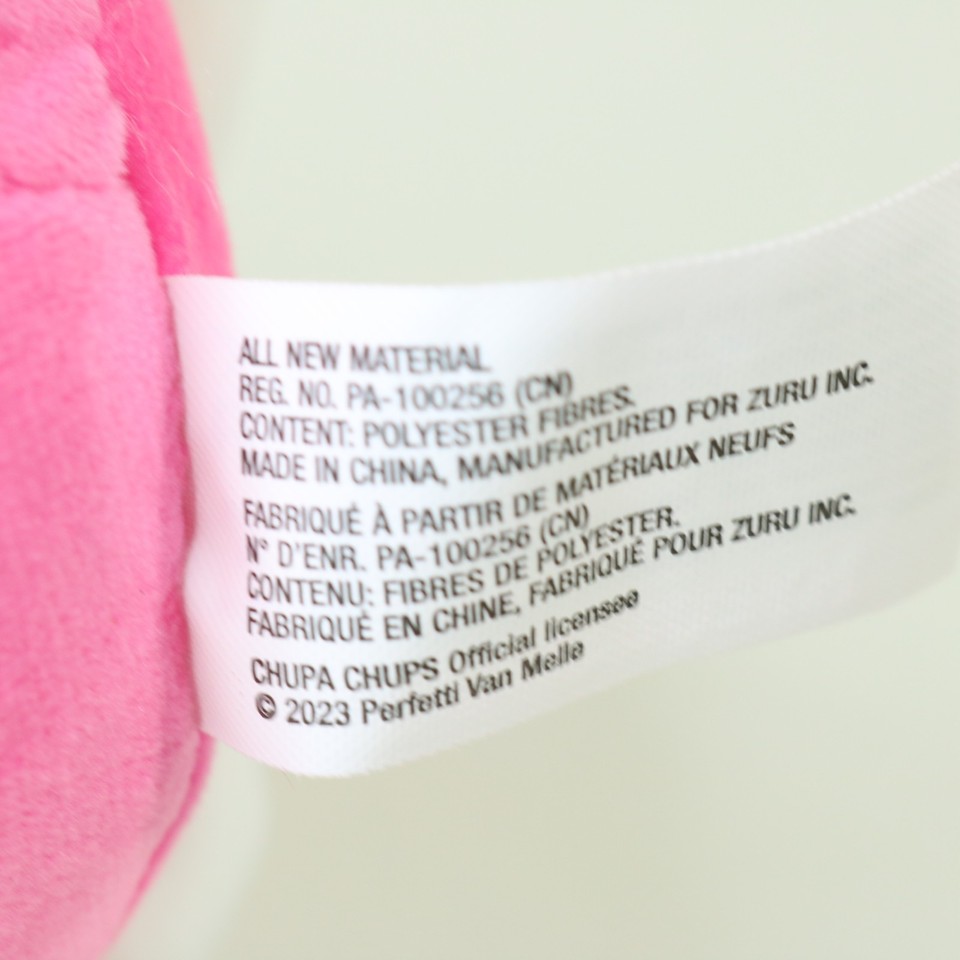 ALL NEW MATERIAL
REG. NO. PA-100256 (CN)
CONTENT: POLYESTER FIBRES.
MADE IN CHINA, MANUFACTURED FOR ZURU INC.
FABRIQUÉ À PARTIR DE MATÉRIAUX NEUFS
N° D'ENR. PA-100256 (CN)
CONTENU: FIBRES DE POLYESTER.
FABRIQUÉ EN CHINE, FABRIQUÉ POUR ZURU INC.
CHUPA CHUPS Official licensee
© 2023 Perfetti Van Melle